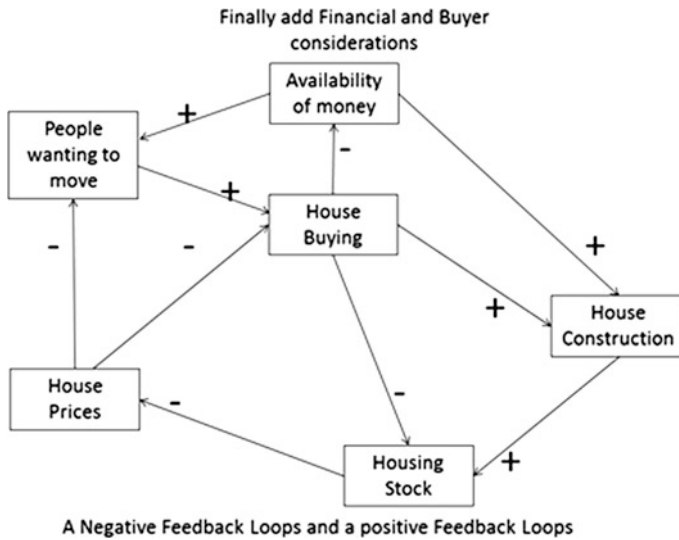 Finally add Financial and Buyer
considerations
Availability
of money
+
People
wanting to
move
+
-
House
Buying
-
-
+
+
House
Construction
House
Prices
-
-
+
Housing
Stock
A Negative Feedback Loops and a positive Feedback Loops